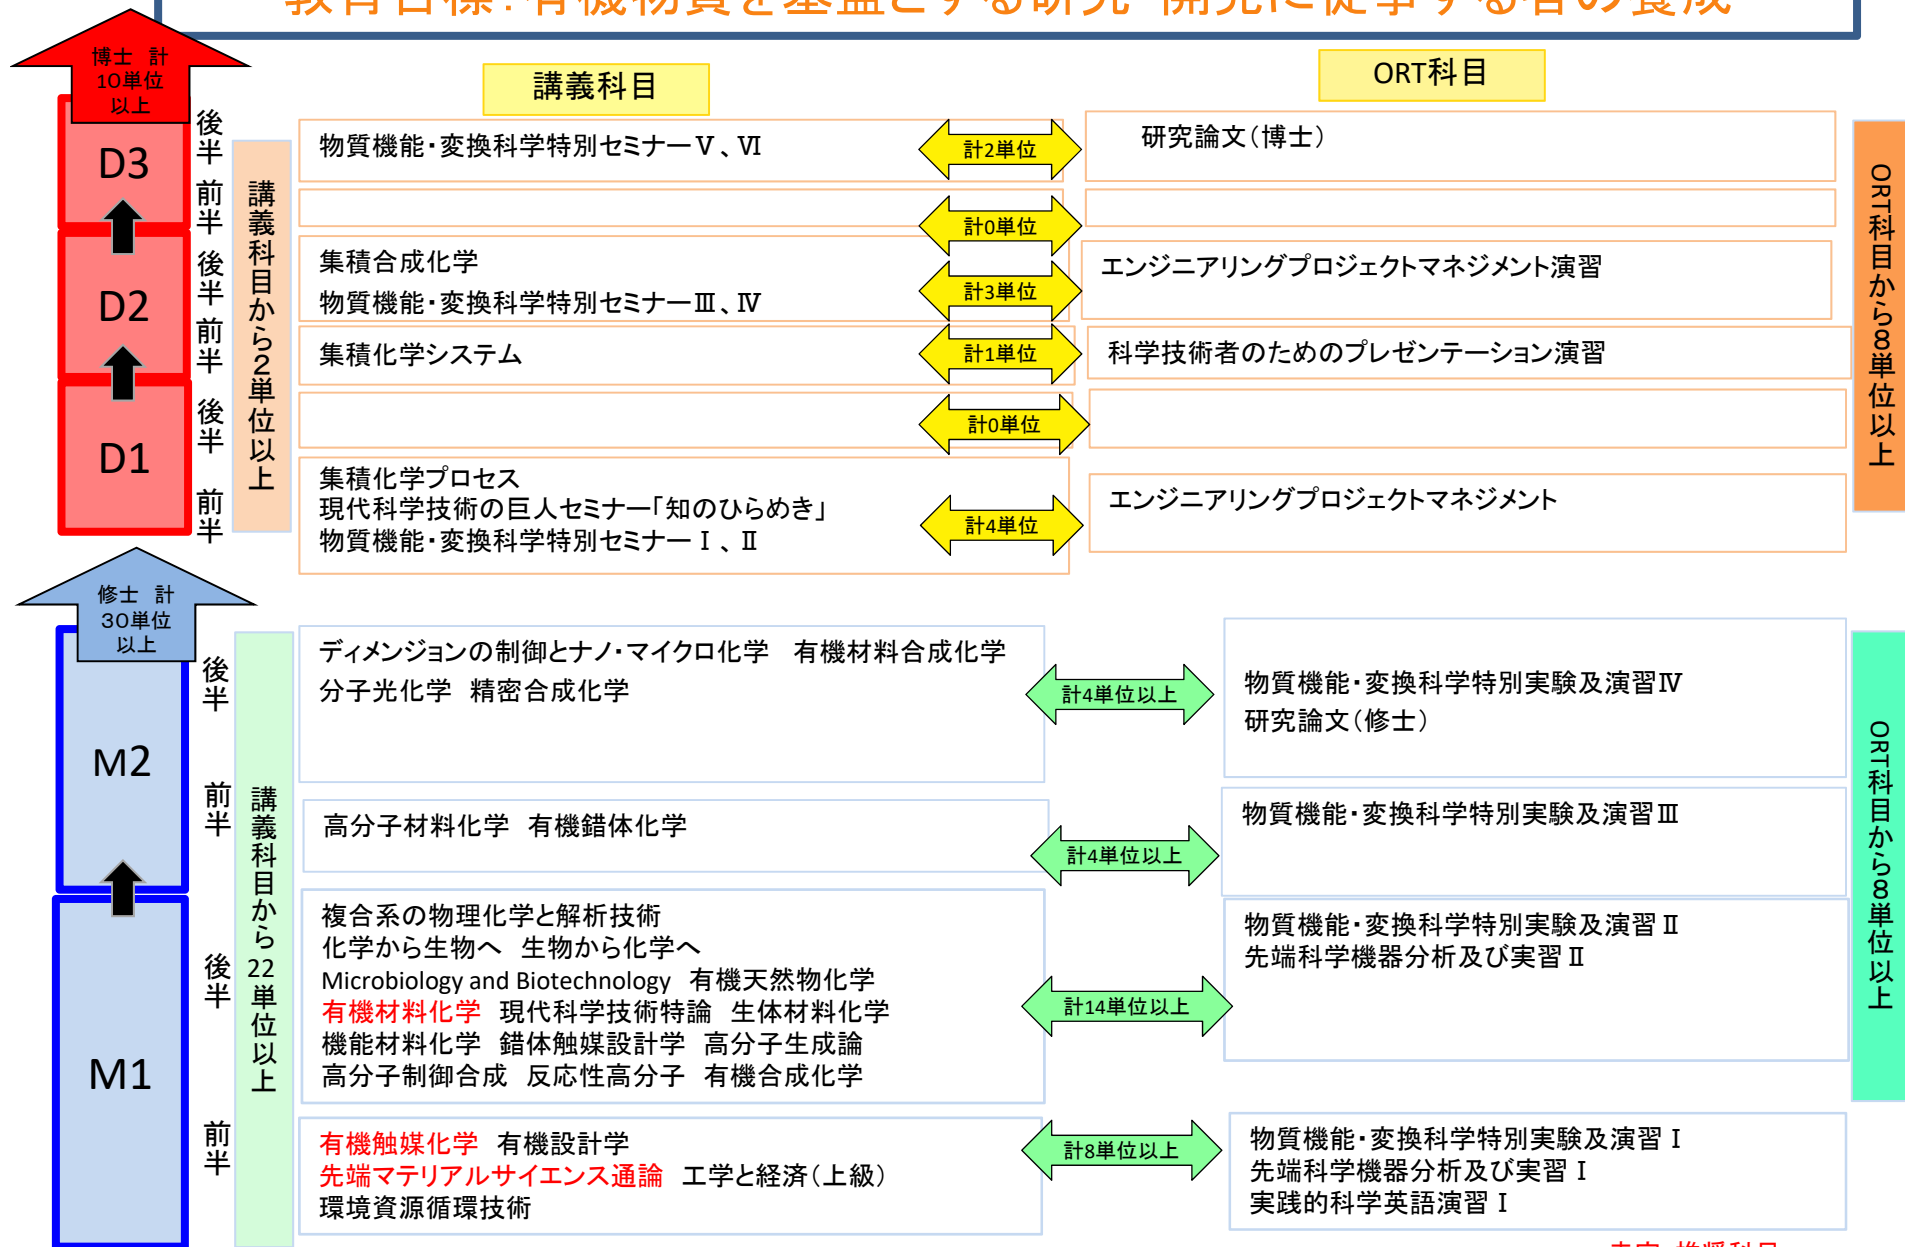 教育目標：有機物質を基盤とする研究・開発に従事する者の養成
博士　計
10単位
以上
講義科目
ORT科目
D3
後半
前半
D2
後半
前半
D1
後半
前半
講義科目から２単位以上
物質機能・変換科学特別セミナーⅤ、Ⅵ
計2単位
研究論文（博士）
計0単位
集積合成化学
物質機能・変換科学特別セミナーⅢ、Ⅳ
計3単位
エンジニアリングプロジェクトマネジメント演習
集積化学システム
計1単位
科学技術者のためのプレゼンテーション演習
計0単位
集積化学プロセス
現代科学技術の巨人セミナー「知のひらめき」
物質機能・変換科学特別セミナーⅠ、Ⅱ
計4単位
エンジニアリングプロジェクトマネジメント
ORT科目から８単位以上
修士　計
30単位
以上
M2
後半
前半
M1
後半
前半
講義科目から22単位以上
ディメンジョンの制御とナノ・マイクロ化学　有機材料合成化学
分子光化学　精密合成化学
計4単位以上
物質機能・変換科学特別実験及演習Ⅳ
研究論文（修士）
高分子材料化学　有機錯体化学
計4単位以上
物質機能・変換科学特別実験及演習Ⅲ
複合系の物理化学と解析技術
化学から生物へ　生物から化学へ
Microbiology and Biotechnology　有機天然物化学
有機材料化学　現代科学技術特論　生体材料化学
機能材料化学　錯体触媒設計学　高分子生成論
高分子制御合成　反応性高分子　有機合成化学
計14単位以上
物質機能・変換科学特別実験及演習Ⅱ
先端科学機器分析及び実習Ⅱ
有機触媒化学　有機設計学
先端マテリアルサイエンス通論　工学と経済（上級）
環境資源循環技術
計8単位以上
物質機能・変換科学特別実験及演習Ⅰ
先端科学機器分析及び実習Ⅰ
実践的科学英語演習Ⅰ
ORT科目から８単位以上